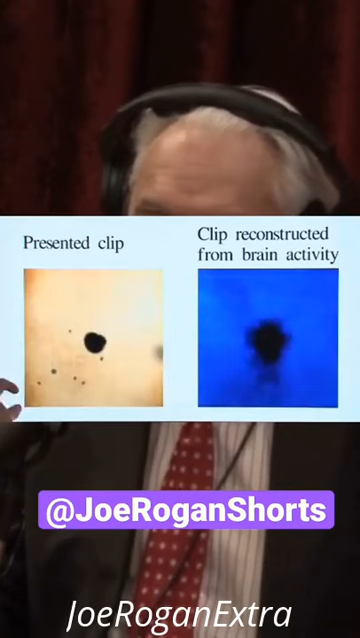 Presented clip
Clip reconstructed
from brain activity
@JoeRoganShorts
JoeRoganExtra